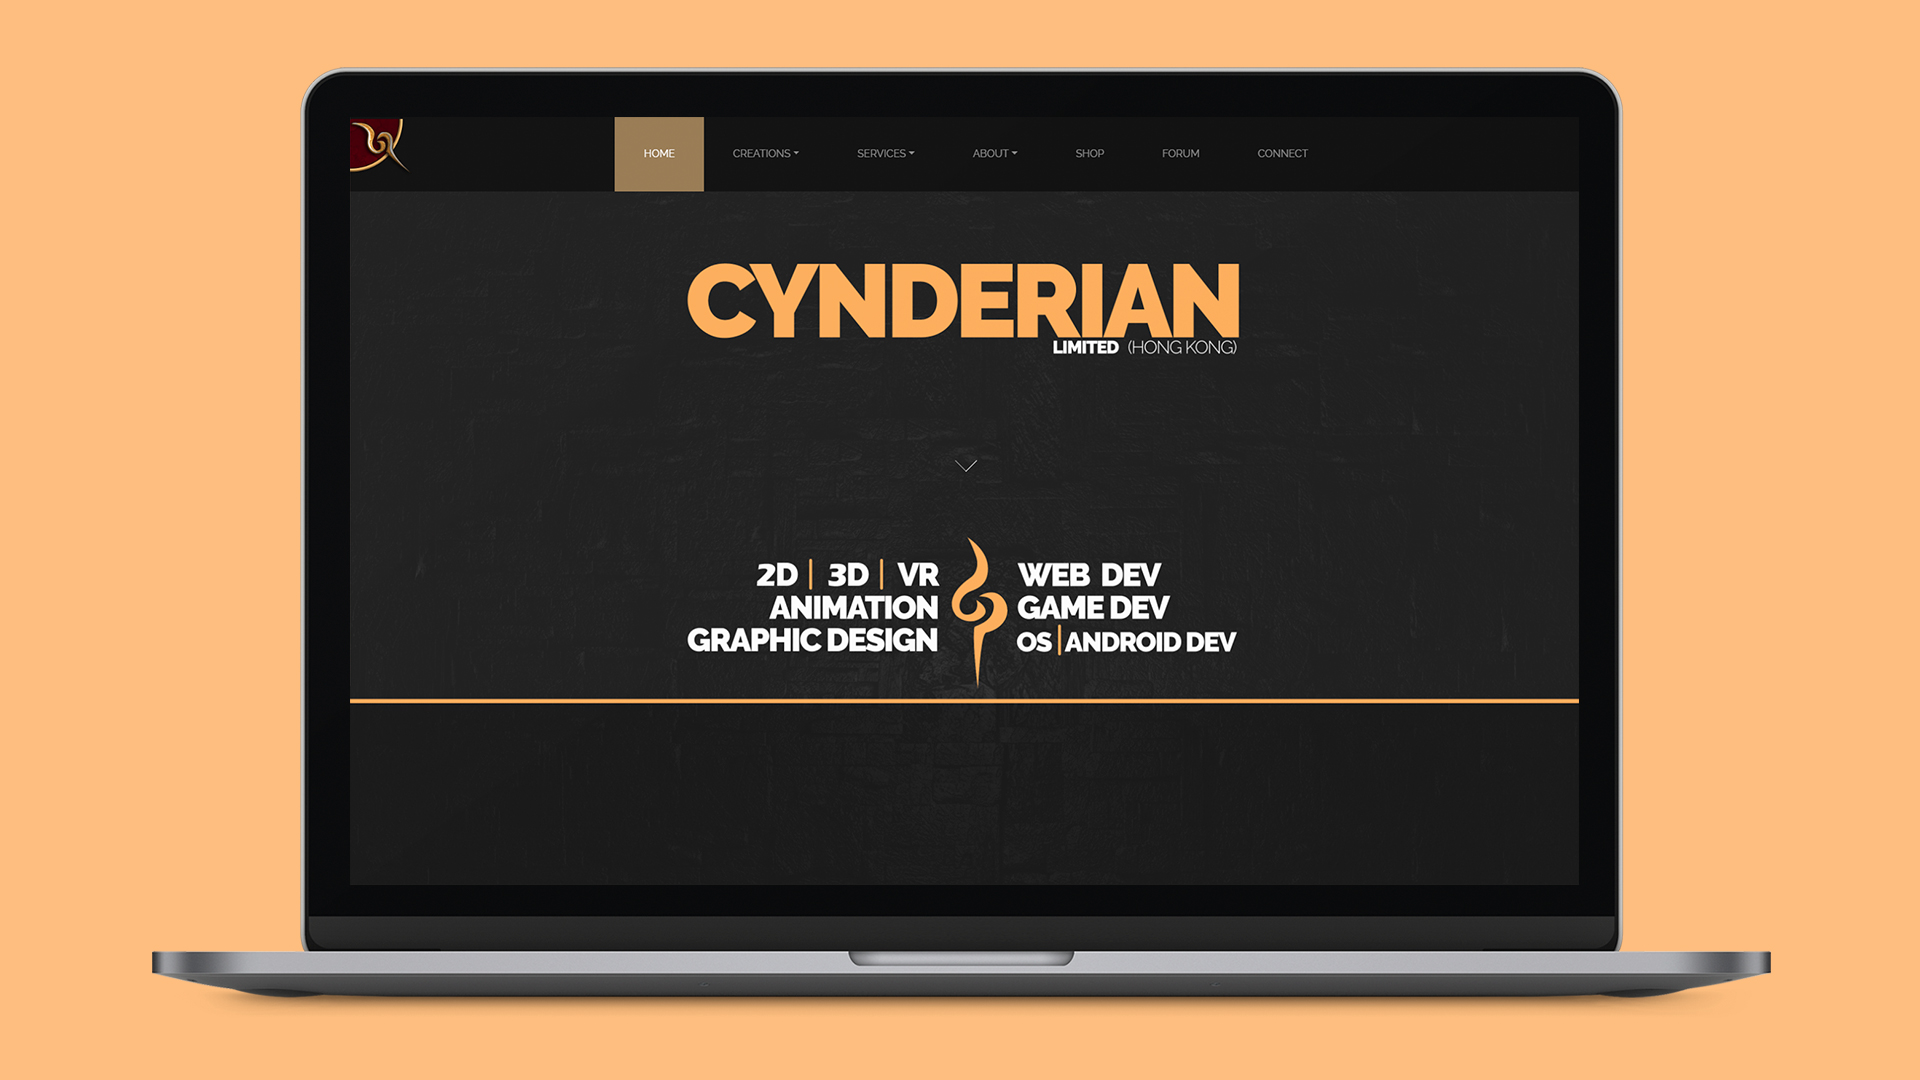 HOME CREATIONS SERVICES ABOUT SHOP FORUM CONNECT
CYNDERIAN
LIMITED (HONG KONG)
2D | 3D | VR
ANIMATION
GRAPHIC DESIGN
WEB DEV
GAME DEV
OS | ANDROID DEV